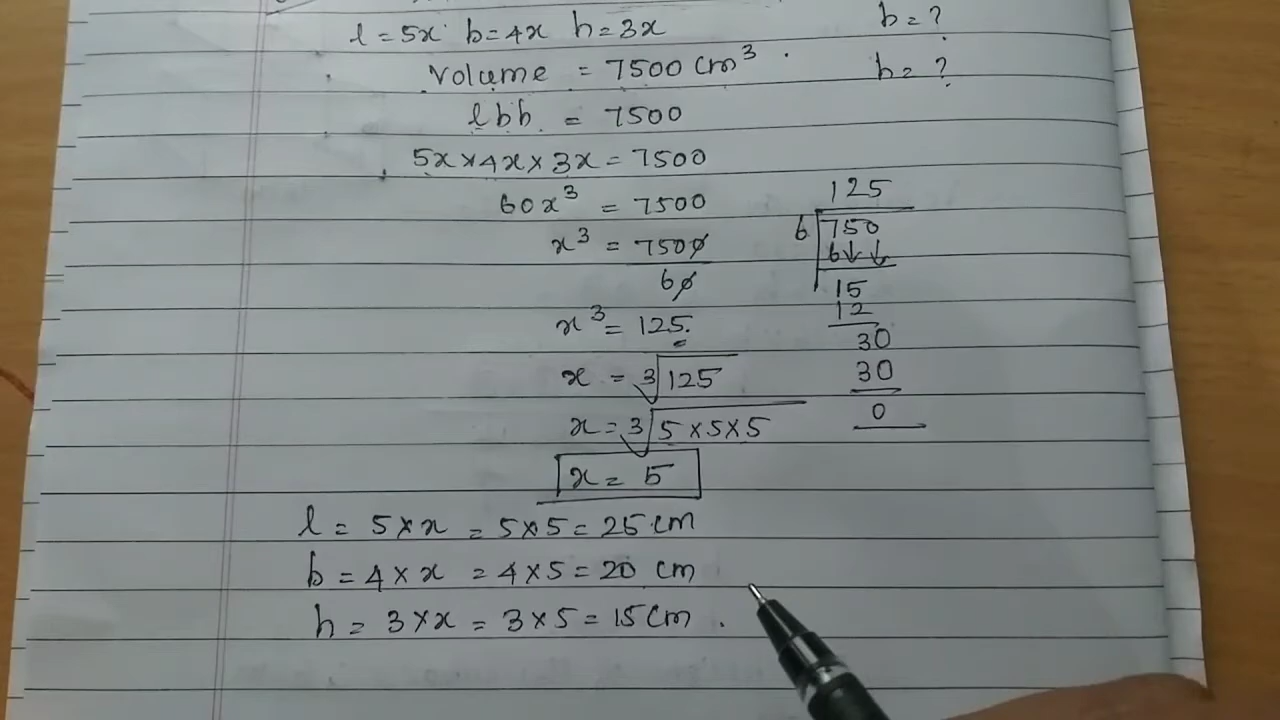 l = 5x b = 4x h = 3x
b = ?
Volume = 7500 cm³.
h = ?
lbh = 7500
5x × 4x × 3x = 7500
60x³ = 7500
x³ = 7500
60
x³ = 125.
x = ³√125
x = ³√5×5×5
x = 5
125
6 750
6↓↓
15
12
30
30
0
l = 5 × x = 5×5 = 25 cm
b = 4 × x = 4×5 = 20 cm
h = 3 × x = 3×5 = 15 cm.